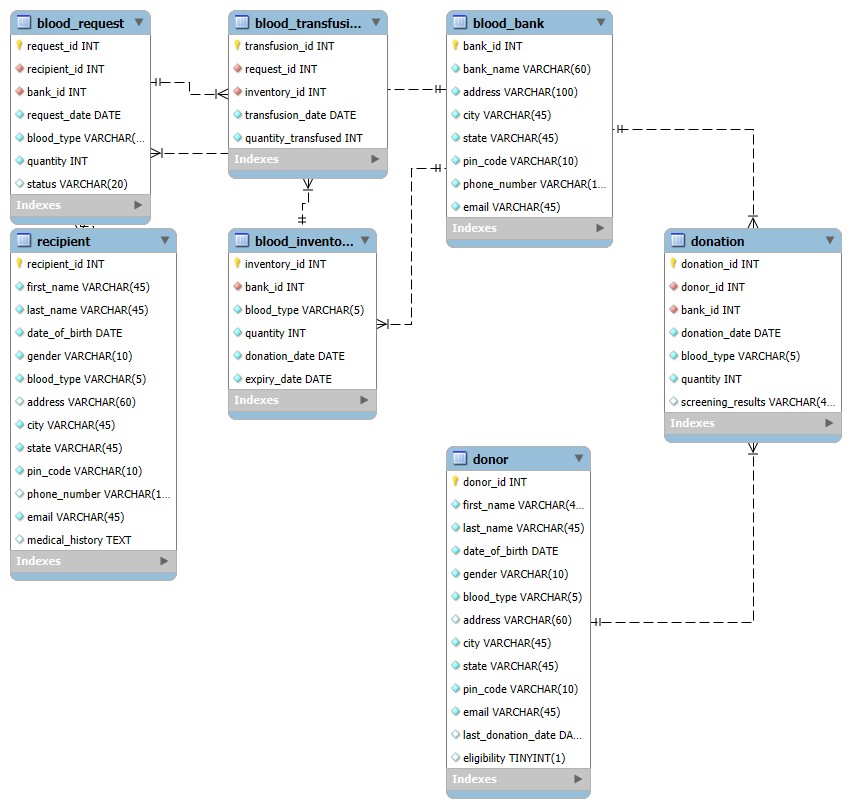 blood_request
request_id INT
recipient_id INT
bank_id INT
request_date DATE
blood_type VARCHAR(...
quantity INT
status VARCHAR(20)
Indexes
blood_transfusi...
transfusion_id INT
request_id INT
inventory_id INT
transfusion_date DATE
quantity_transfused INT
Indexes
blood_bank
bank_id INT
bank_name VARCHAR(60)
address VARCHAR(100)
city VARCHAR(45)
state VARCHAR(45)
pin_code VARCHAR(10)
phone_number VARCHAR(1...
email VARCHAR(45)
Indexes
recipient
recipient_id INT
first_name VARCHAR(45)
last_name VARCHAR(45)
date_of_birth DATE
gender VARCHAR(10)
blood_type VARCHAR(5)
address VARCHAR(60)
city VARCHAR(45)
state VARCHAR(45)
pin_code VARCHAR(10)
phone_number VARCHAR(1...
email VARCHAR(45)
medical_history TEXT
Indexes
blood_invento...
inventory_id INT
bank_id INT
blood_type VARCHAR(5)
quantity INT
donation_date DATE
expiry_date DATE
Indexes
donation
donation_id INT
donor_id INT
bank_id INT
donation_date DATE
blood_type VARCHAR(5)
quantity INT
screening_results VARCHAR(4...
Indexes
donor
donor_id INT
first_name VARCHAR(4...
last_name VARCHAR(45)
date_of_birth DATE
gender VARCHAR(10)
blood_type VARCHAR(5)
address VARCHAR(60)
city VARCHAR(45)
state VARCHAR(45)
pin_code VARCHAR(10)
email VARCHAR(45)
last_donation_date DA...
eligibility TINYINT(1)
Indexes